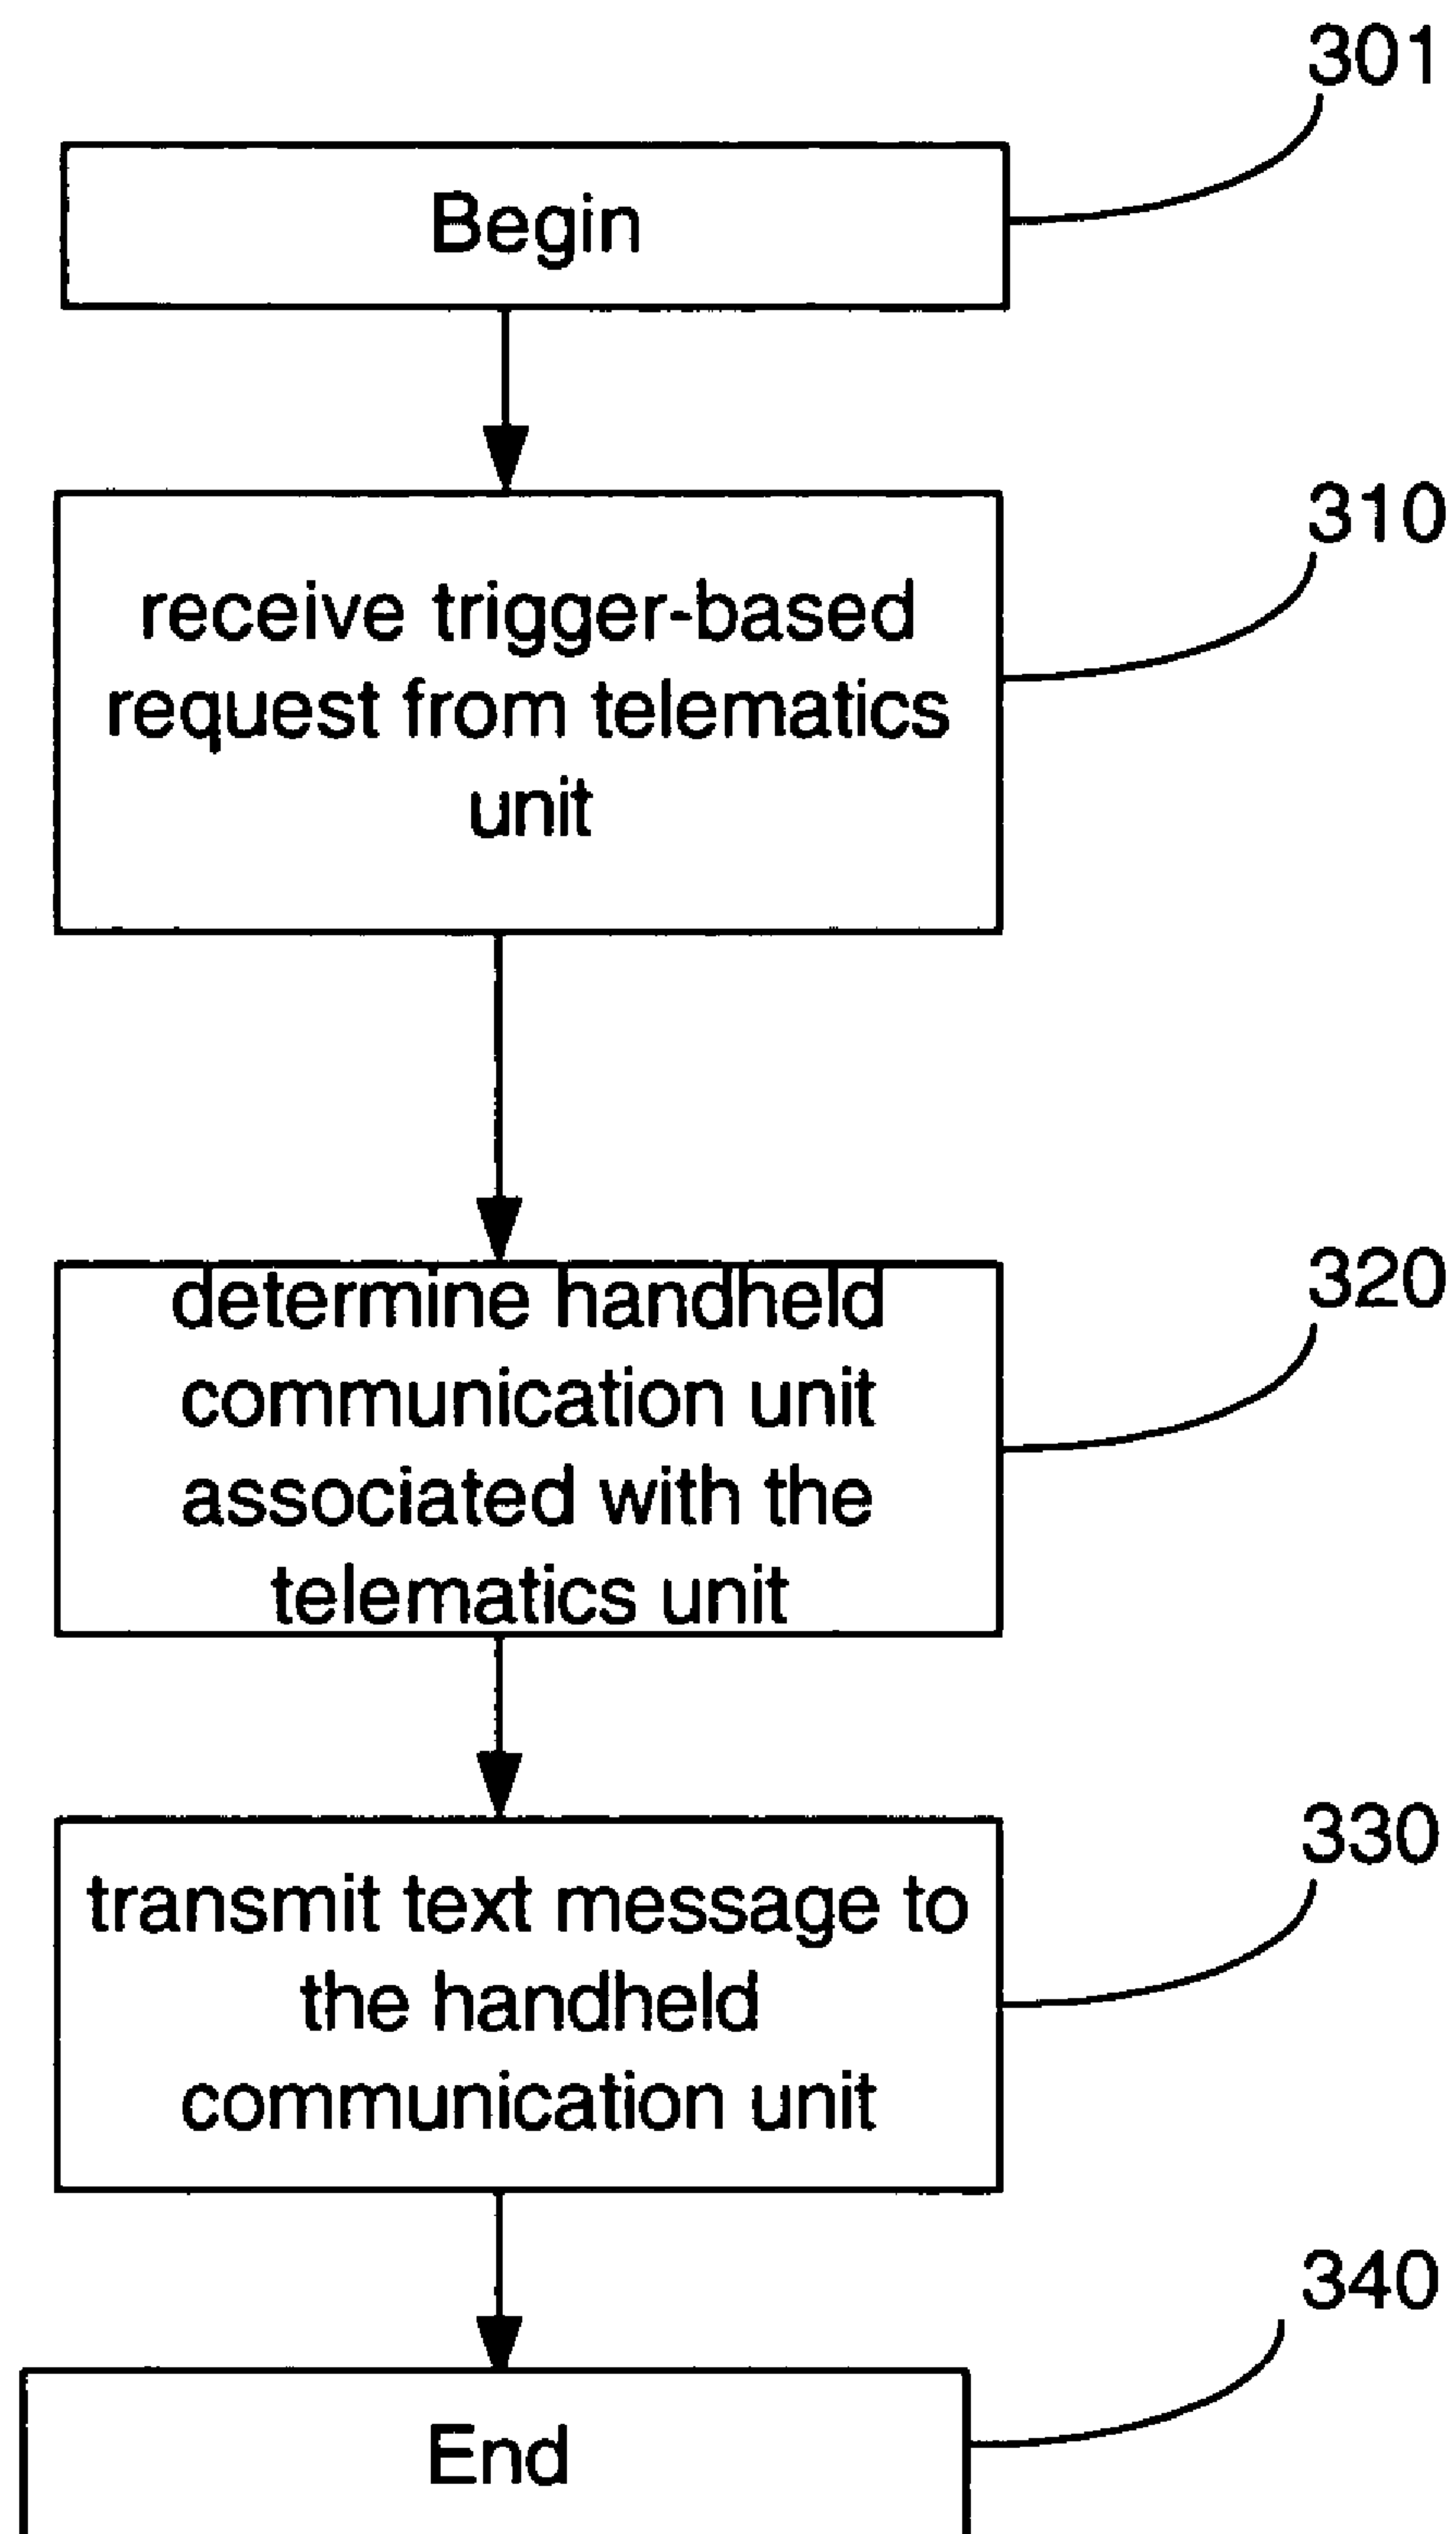 301
Begin
310
receive trigger-based
request from telematics
unit
320
determine handheld
communication unit
associated with the
telematics unit
330
transmit text message to
the handheld
communication unit
340
End